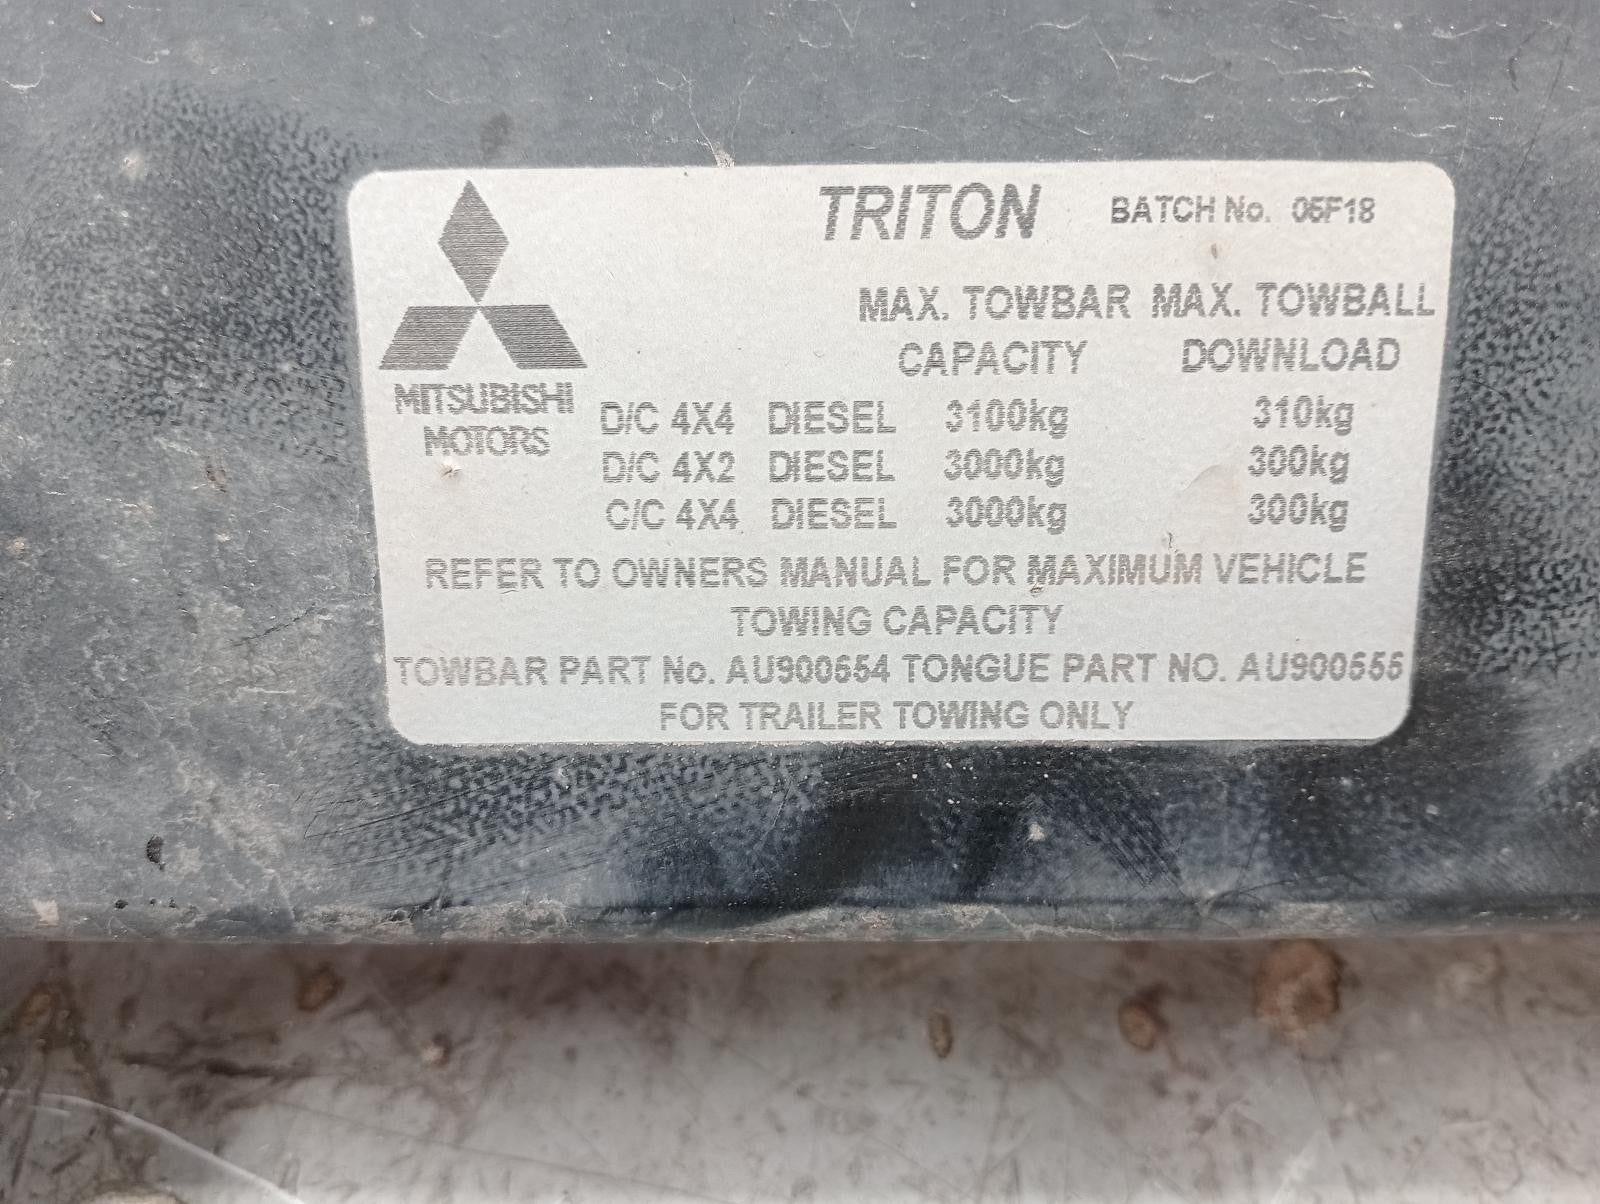 TRITON BATCH No. 05F18
MAX. TOWBAR MAX. TOWBALL
CAPACITY DOWNLOAD
MITSUBISHI
MOTORS
D/C 4X4 DIESEL 3100kg 310kg
D/C 4X2 DIESEL 3000kg 300kg
C/C 4X4 DIESEL 3000kg 300kg
REFER TO OWNERS MANUAL FOR MAXIMUM VEHICLE
TOWING CAPACITY
TOWBAR PART No. AU900554 TONGUE PART NO. AU900555
FOR TRAILER TOWING ONLY